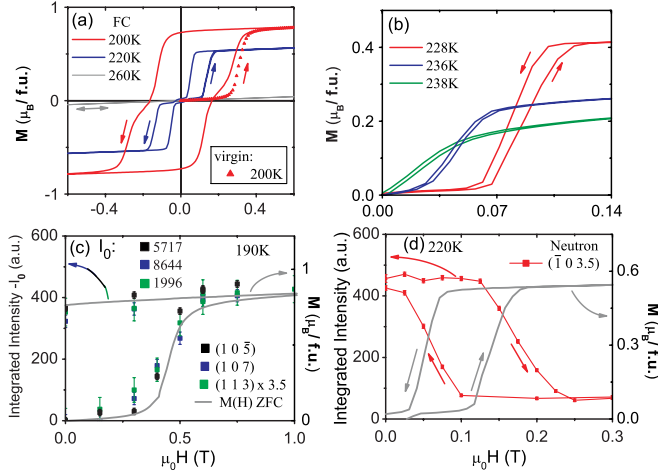 (a) FC
200K
220K
260K
virgin:
200K
M (μB/ f.u.)
1
0
-1
-0.4 0.0 0.4
(b)
228K
236K
238K
M (μB/ f.u.)
0.4
0.2
0.0
0.00 0.07 0.14
(c) I0: 190K
5717
8644
1996
(1 0 5̅)
(1 0 7)
(1 1 3) x 3.5
M(H) ZFC
Integrated Intensity -I0 (a.u.)
600
400
200
0
M (μB/ f.u.)
1
0
0.0 0.5 1.0
μ0H (T)
(d) 220K Neutron
(1̅ 0 3.5)
Integrated Intensity (a.u.)
600
400
200
0
M (μB/ f.u.)
0.6
0.3
0.0
0.0 0.1 0.2 0.3
μ0H (T)